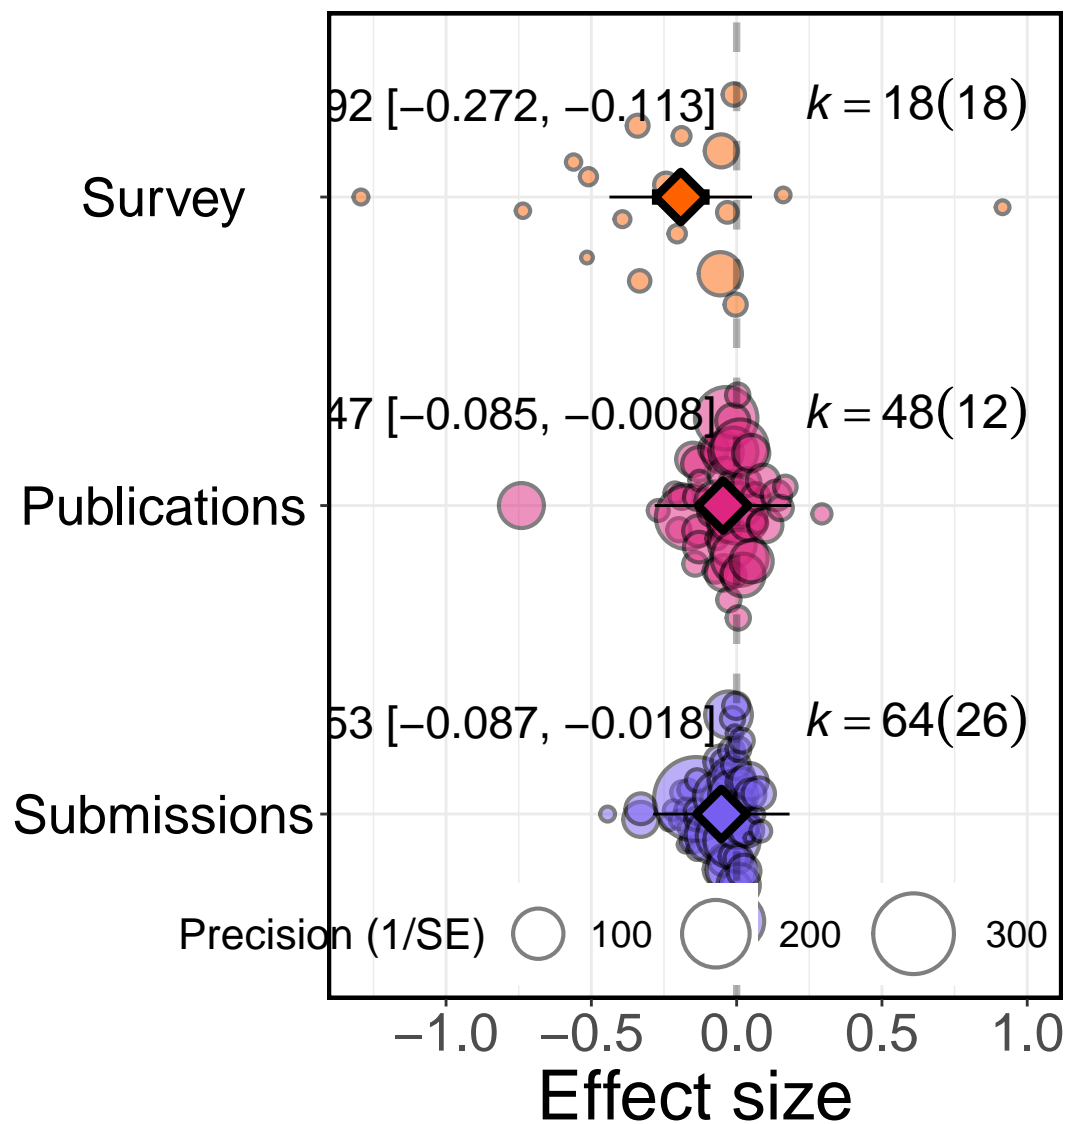 92 [−0.272, −0.113] k = 18(18)
Survey
47 [−0.085, −0.008] k = 48(12)
Publications
53 [−0.087, −0.018] k = 64(26)
Submissions
Precision (1/SE) 100 200 300
−1.0 −0.5 0.0 0.5 1.0
Effect size